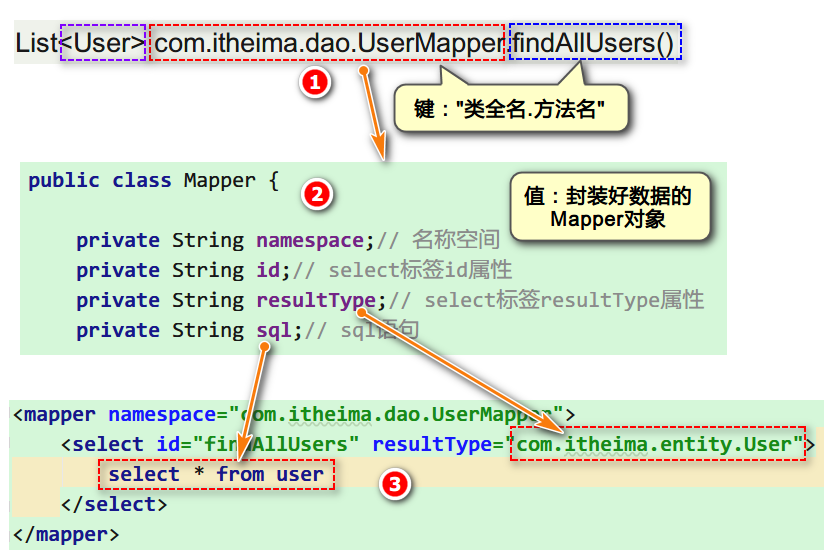 List<User> com.itheima.dao.UserMapper.findAllUsers()
1
键："类全名.方法名"
public class Mapper {
2
值：封装好数据的
Mapper对象
private String namespace;// 名称空间
private String id;// select标签id属性
private String resultType;// select标签resultType属性
private String sql;// sql语句
<mapper namespace="com.itheima.dao.UserMapper">
<select id="findAllUsers" resultType="com.itheima.entity.User">
select * from user
3
</select>
</mapper>